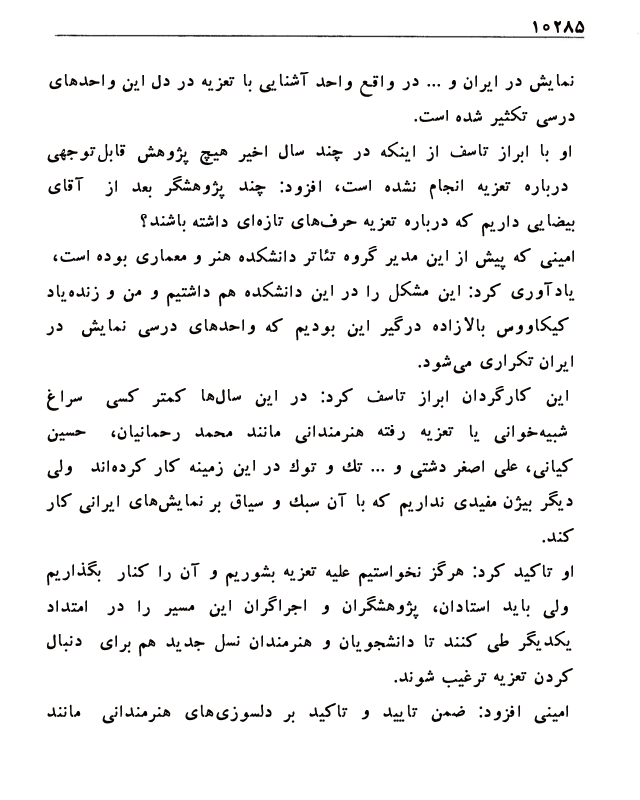 ۱۰۲۸۵
نمایش در ایران و ... در واقع واحد آشنایی با تعزیه در دل این واحدهای
درسی تکثیر شده است.
او با ابراز تاسف از اینکه در چند سال اخیر هیچ پژوهش قابل‌توجهی
درباره تعزیه انجام نشده است، افزود: چند پژوهشگر بعد از آقای
بیضایی داریم که درباره تعزیه حرف‌های تازه‌ای داشته باشند؟
امینی که پیش از این مدیر گروه تئاتر دانشکده هنر و معماری بوده است،
یادآوری کرد: این مشکل را در این دانشکده هم داشتیم و من و زنده‌یاد
کیکاووس بالازاده درگیر این بودیم که واحدهای درسی نمایش در
ایران تکراری می‌شود.
این کارگردان ابراز تاسف کرد: در این سال‌ها کمتر کسی سراغ
شبیه‌خوانی یا تعزیه رفته هنرمندانی مانند محمد رحمانیان، حسین
کیانی، علی اصغر دشتی و ... تك و توك در این زمینه کار کرده‌اند ولی
دیگر بیژن مفیدی نداریم که با آن سبك و سیاق بر نمایش‌های ایرانی کار
کند.
او تاکید کرد: هرگز نخواستیم علیه تعزیه بشوریم و آن را کنار بگذاریم
ولی باید استادان، پژوهشگران و اجراگران این مسیر را در امتداد
یکدیگر طی کنند تا دانشجویان و هنرمندان نسل جدید هم برای دنبال
کردن تعزیه ترغیب شوند.
امینی افزود: ضمن تایید و تاکید بر دلسوزی‌های هنرمندانی مانند